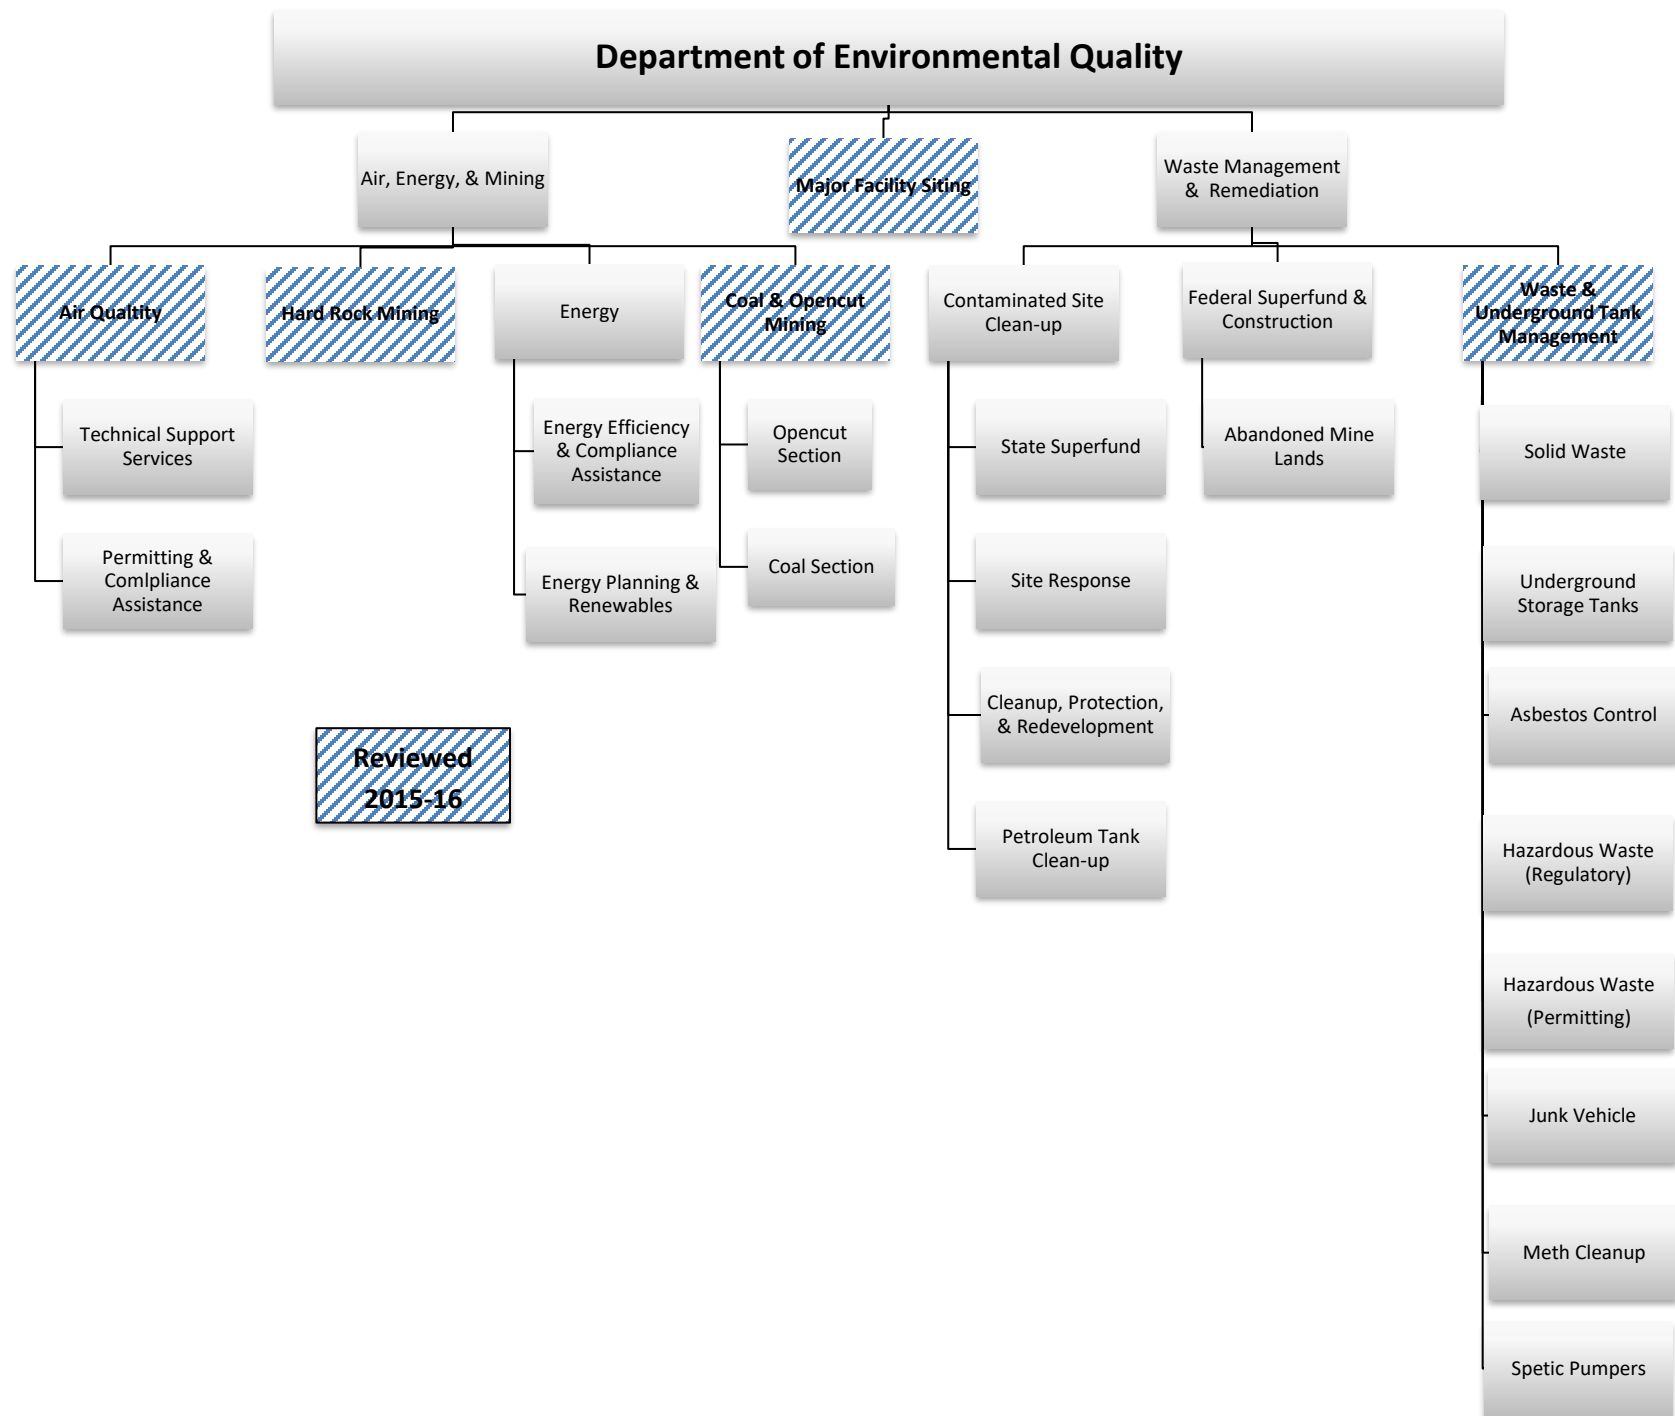 Department of Environmental Quality
Air, Energy, & Mining
Major Facility Siting
Waste Management
& Remediation
Air Qualtity
Hard Rock Mining
Energy
Coal & Opencut
Mining
Contaminated Site
Clean-up
Federal Superfund &
Construction
Waste &
Underground Tank
Management
Technical Support
Services
Permitting &
Comlpliance
Assistance
Energy Efficiency
& Compliance
Assistance
Energy Planning &
Renewables
Opencut
Section
Coal Section
State Superfund
Site Response
Cleanup, Protection,
& Redevelopment
Petroleum Tank
Clean-up
Abandoned Mine
Lands
Solid Waste
Underground
Storage Tanks
Asbestos Control
Hazardous Waste
(Regulatory)
Hazardous Waste
(Permitting)
Junk Vehicle
Meth Cleanup
Spetic Pumpers
Reviewed
2015-16